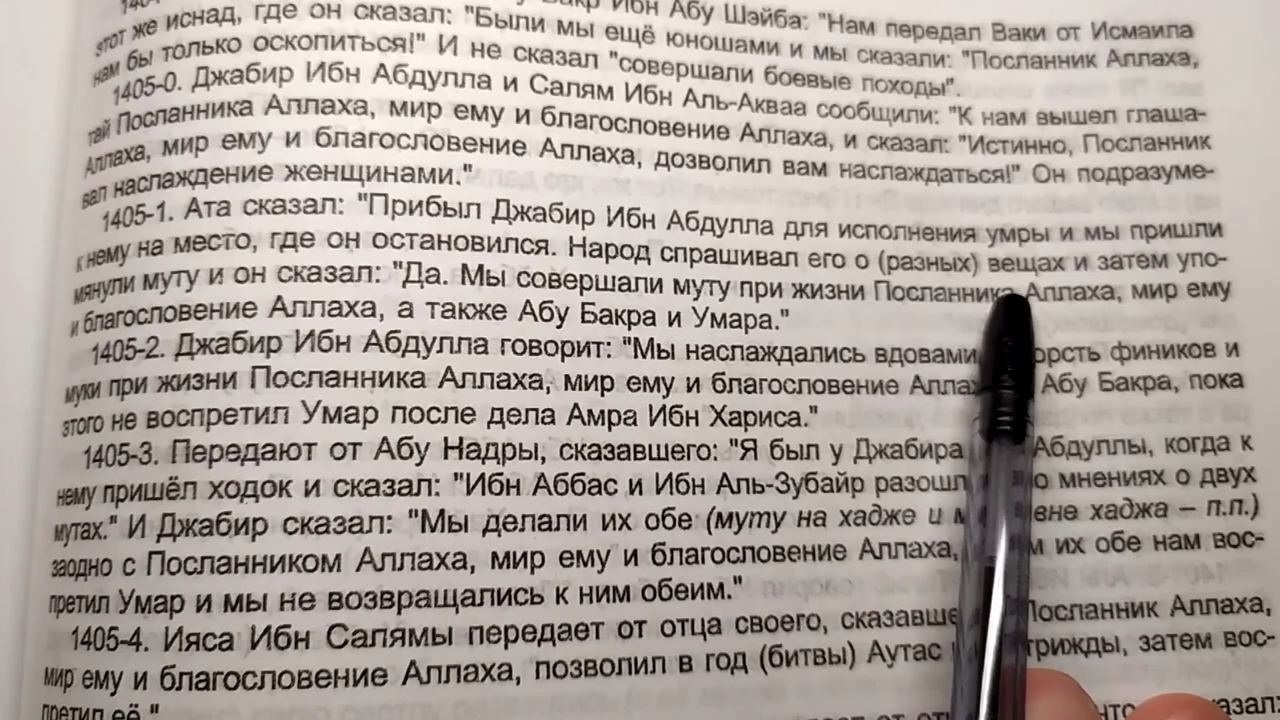 Ибн Абу Шэйба: "Нам передал Ваки от Исмаила
этот же иснад, где он сказал: "Были мы ещё юношами и мы сказали: "Посланник Аллаха,
нам бы только оскопиться!" И не сказал "совершали боевые походы".
1405-0. Джабир Ибн Абдулла и Салям Ибн Аль-Акваа сообщили: "К нам вышел глаша-
тай Посланника Аллаха, мир ему и благословение Аллаха, и сказал: "Истинно, Посланник
Аллаха, мир ему и благословение Аллаха, дозволил вам наслаждаться!" Он подразуме-
вал наслаждение женщинами."
1405-1. Ата сказал: "Прибыл Джабир Ибн Абдулла для исполнения умры и мы пришли
к нему на место, где он остановился. Народ спрашивал его о (разных) вещах и затем упо-
мянули муту и он сказал: "Да. Мы совершали муту при жизни Посланника Аллаха, мир ему
и благословение Аллаха, а также Абу Бакра и Умара."
1405-2. Джабир Ибн Абдулла говорит: "Мы наслаждались вдовами фиников и
муки при жизни Посланника Аллаха, мир ему и благословение Абу Бакра, пока
этого не воспретил Умар после дела Амра Ибн Хариса."
1405-3. Передают от Абу Надры, сказавшего: "Я был у Джабира Абдуллы, когда к
нему пришёл ходок и сказал: "Ибн Аббас и Ибн Аль-Зубайр мнениях о двух
мутах." И Джабир сказал: "Мы делали их обе (муту на хадже и вне хаджа – п.п.)
заодно с Посланником Аллаха, мир ему и благословение Аллаха, их обе нам вос-
претил Умар и мы не возвращались к ним обеим."
1405-4. Ияса Ибн Салямы передает от отца своего, Посланник Аллаха,
мир ему и благословение Аллаха, позволил в год (битвы) Аутас трижды, затем вос-
претил её."